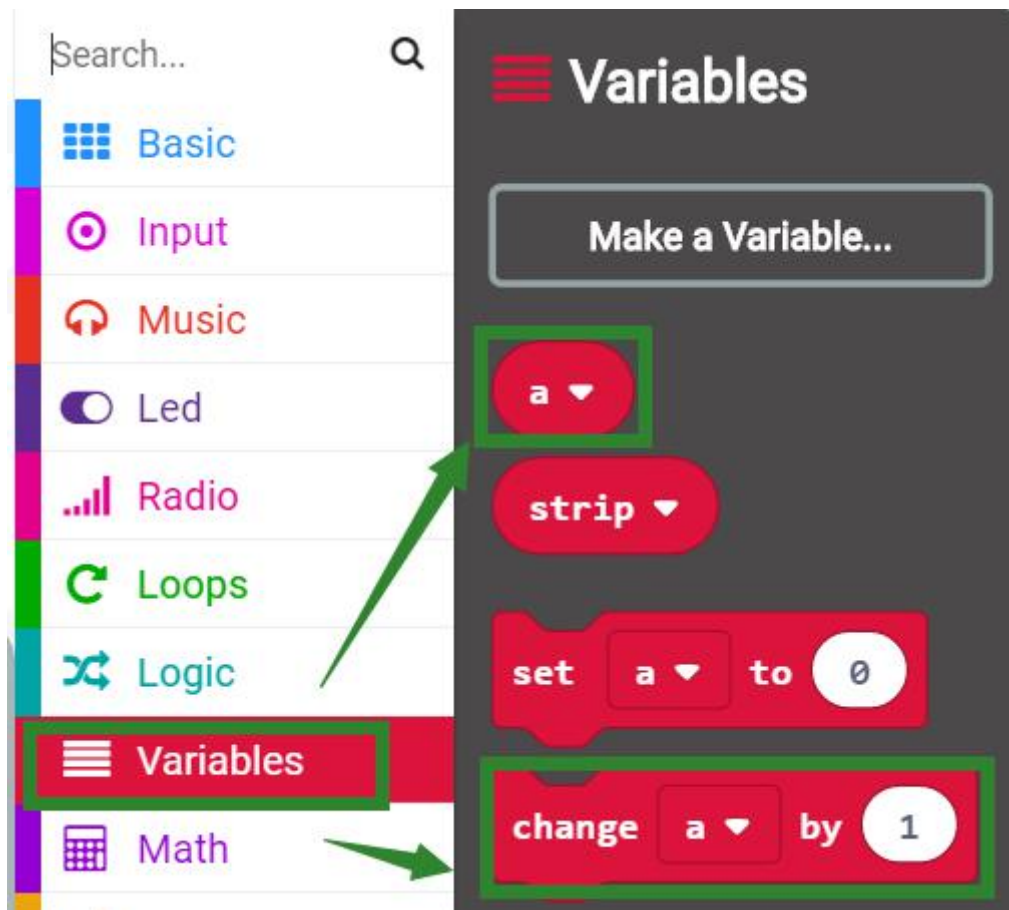 Search...
Basic
Input
Music
Led
Radio
Loops
Logic
Variables
Math
Variables
Make a Variable...
a
strip
set a to 0
change a by 1